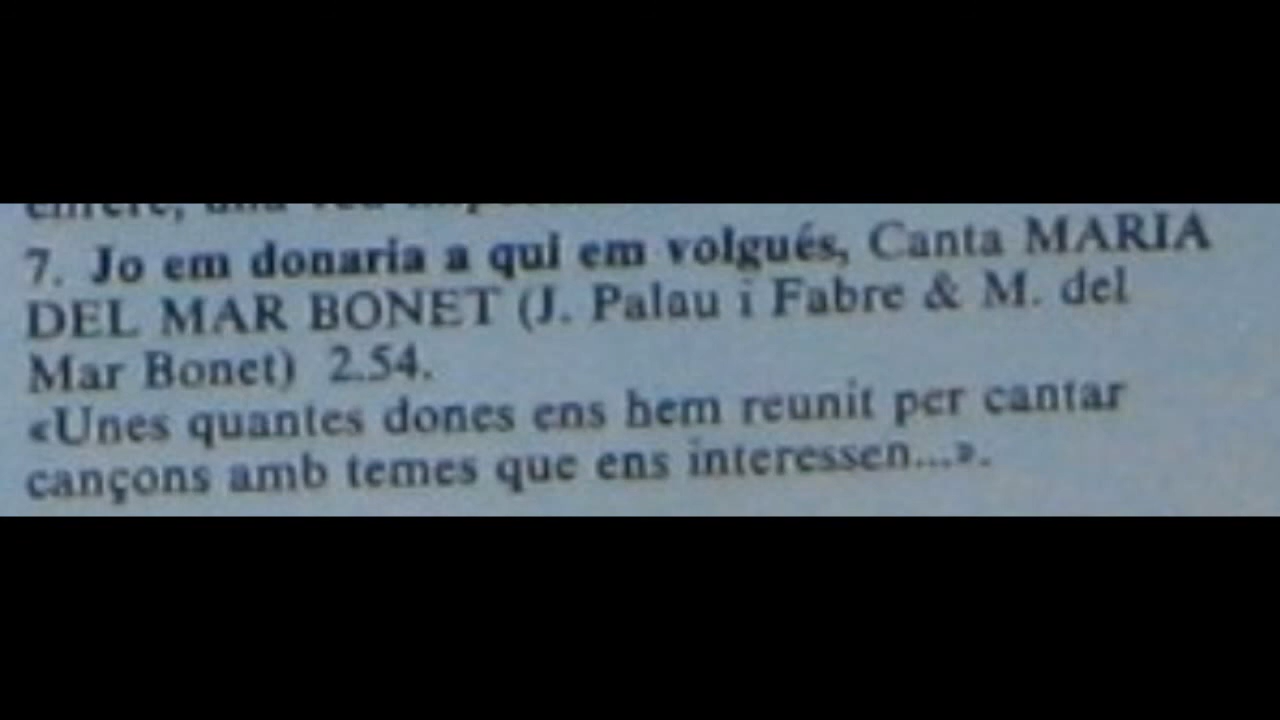 7. Jo em donaria a qui em volgués, Canta MARIA
DEL MAR BONET (J. Palau i Fabre & M. del
Mar Bonet) 2.54.
«Unes quantes dones ens hem reunit per cantar
cançons amb temes que ens interessen...».